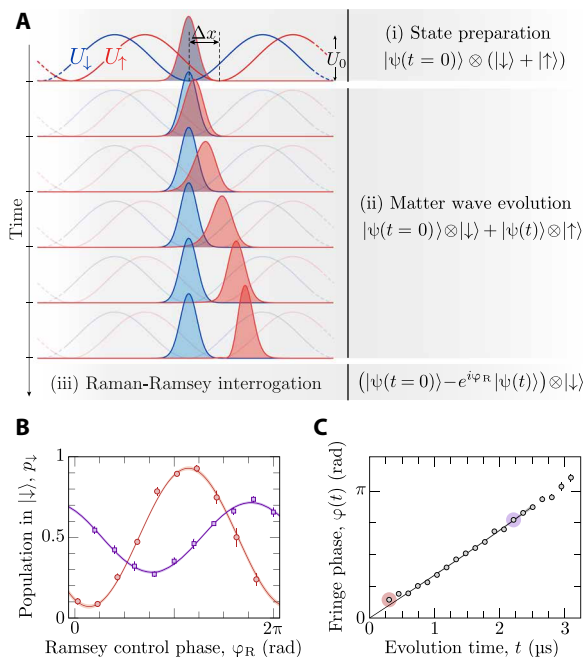 A
U↓
U↑
Δx
U₀
(i) State preparation
|ψ(t = 0)⟩ ⊗ (|↓⟩ + |↑⟩)
Time
(ii) Matter wave evolution
|ψ(t = 0)⟩⊗|↓⟩ + |ψ(t)⟩⊗|↑⟩
(iii) Raman-Ramsey interrogation
(|ψ(t=0)⟩−e^{iφ_R}|ψ(t)⟩)⊗|↓⟩
B
Population in |↓⟩, p↓
1
0.5
0
0
2π
Ramsey control phase, φ_R (rad)
C
Fringe phase, φ(t) (rad)
π
0
0
1
2
3
Evolution time, t (µs)